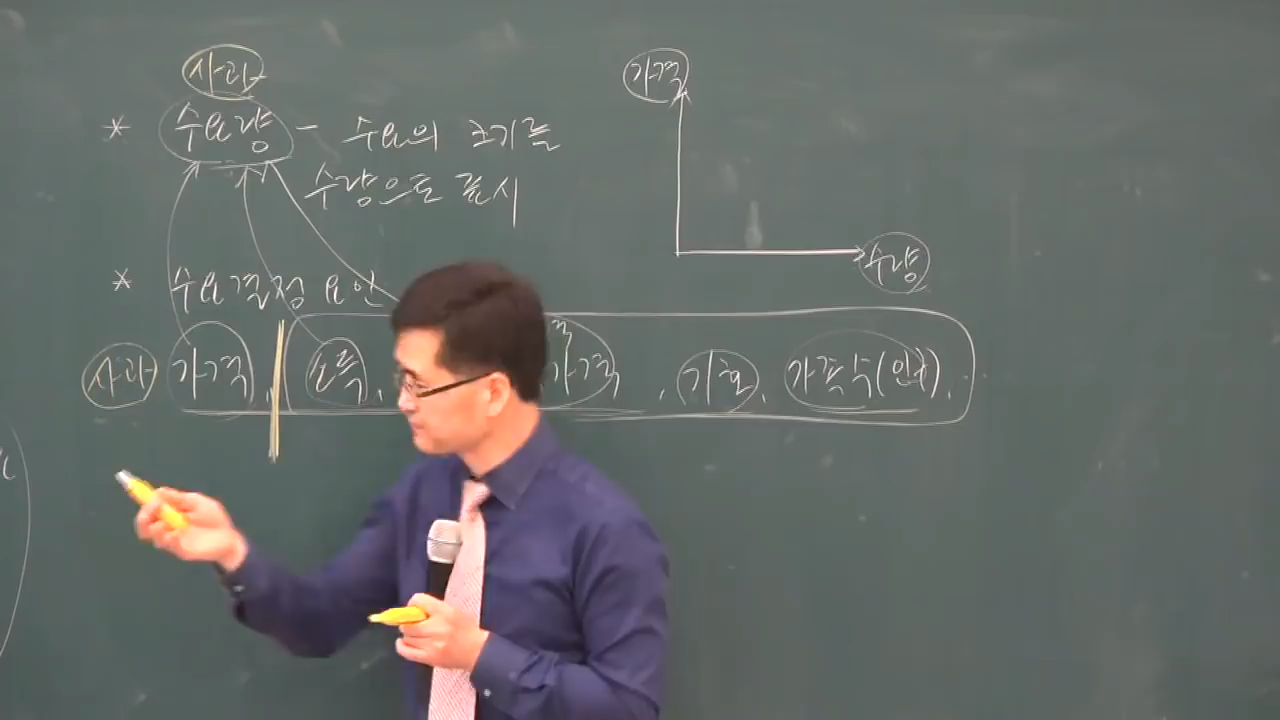 사과
* 수요량 - 수요의 크기를
수량으로 표시
* 수요결정 요인
사과 가격, 소득, 가격, 기호, 가족수(인구), ...
가격
수량